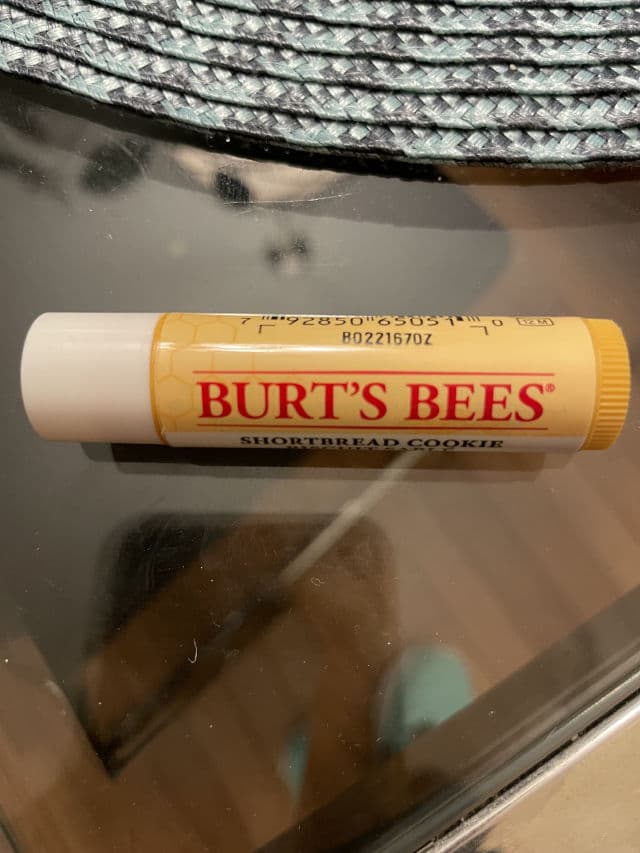 7 92850 65051 0 12M
B0221670Z
BURT'S BEES®
SHORTBREAD COOKIE